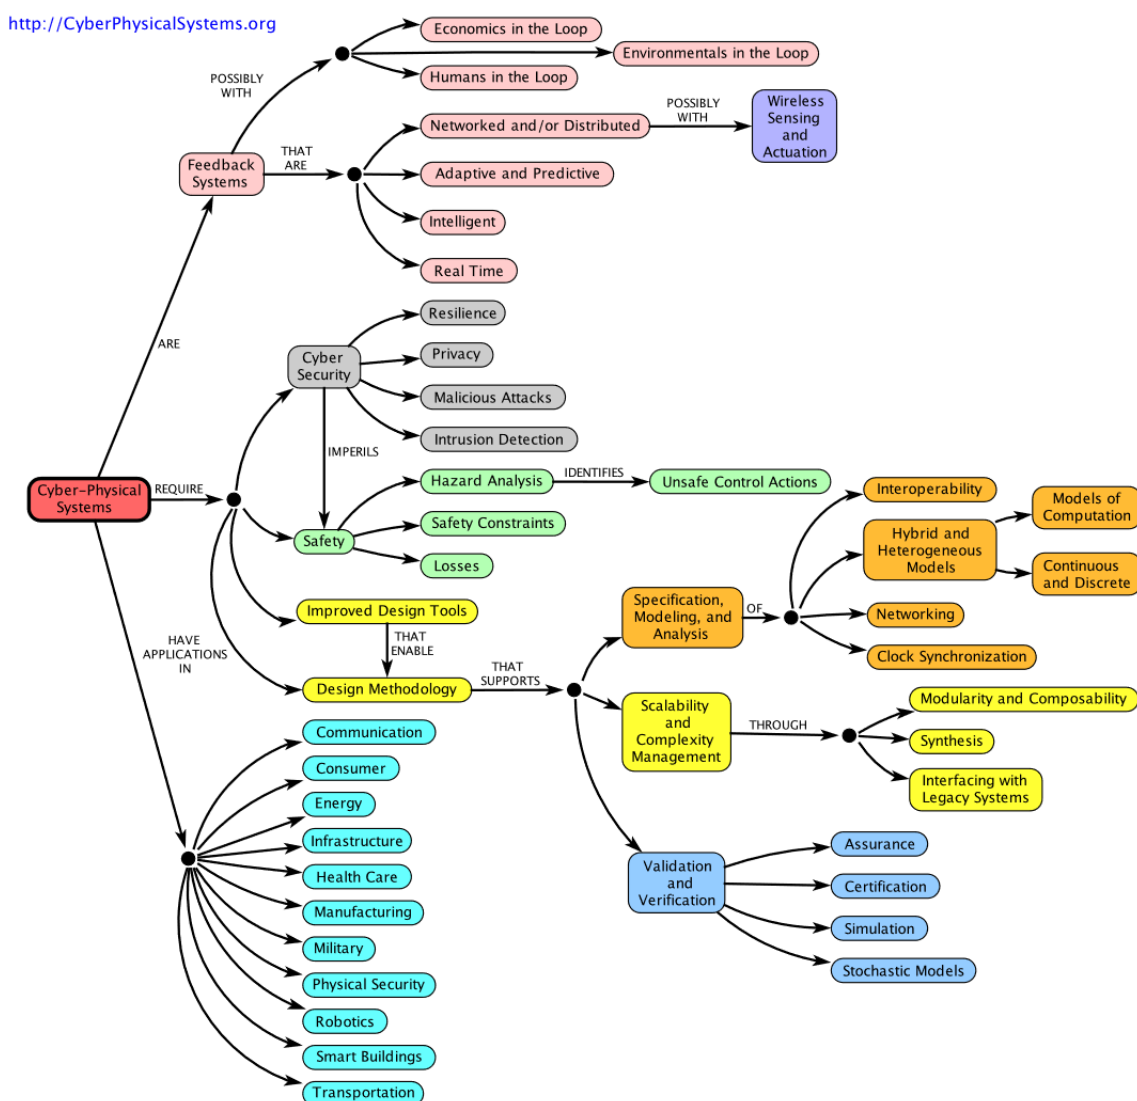 http://CyberPhysicalSystems.org
Economics in the Loop
Environmentals in the Loop
Humans in the Loop
POSSIBLY
WITH
Networked and/or Distributed
POSSIBLY
WITH
Wireless
Sensing
and
Actuation
Feedback
Systems
THAT
ARE
Adaptive and Predictive
Intelligent
Real Time
ARE
Resilience
Cyber
Security
Privacy
Malicious Attacks
Intrusion Detection
IMPERILS
Cyber-Physical
Systems
REQUIRE
Hazard Analysis
IDENTIFIES
Unsafe Control Actions
Safety Constraints
Safety
Losses
Interoperability
Models of
Computation
Hybrid and
Heterogeneous
Models
Continuous
and Discrete
Specification,
Modeling, and
Analysis
OF
Networking
Clock Synchronization
Improved Design Tools
THAT
ENABLE
Design Methodology
THAT
SUPPORTS
Scalability
and
Complexity
Management
THROUGH
Modularity and Composability
Synthesis
Interfacing with
Legacy Systems
HAVE
APPLICATIONS
IN
Communication
Consumer
Energy
Infrastructure
Health Care
Manufacturing
Military
Physical Security
Robotics
Smart Buildings
Transportation
Validation
and
Verification
Assurance
Certification
Simulation
Stochastic Models